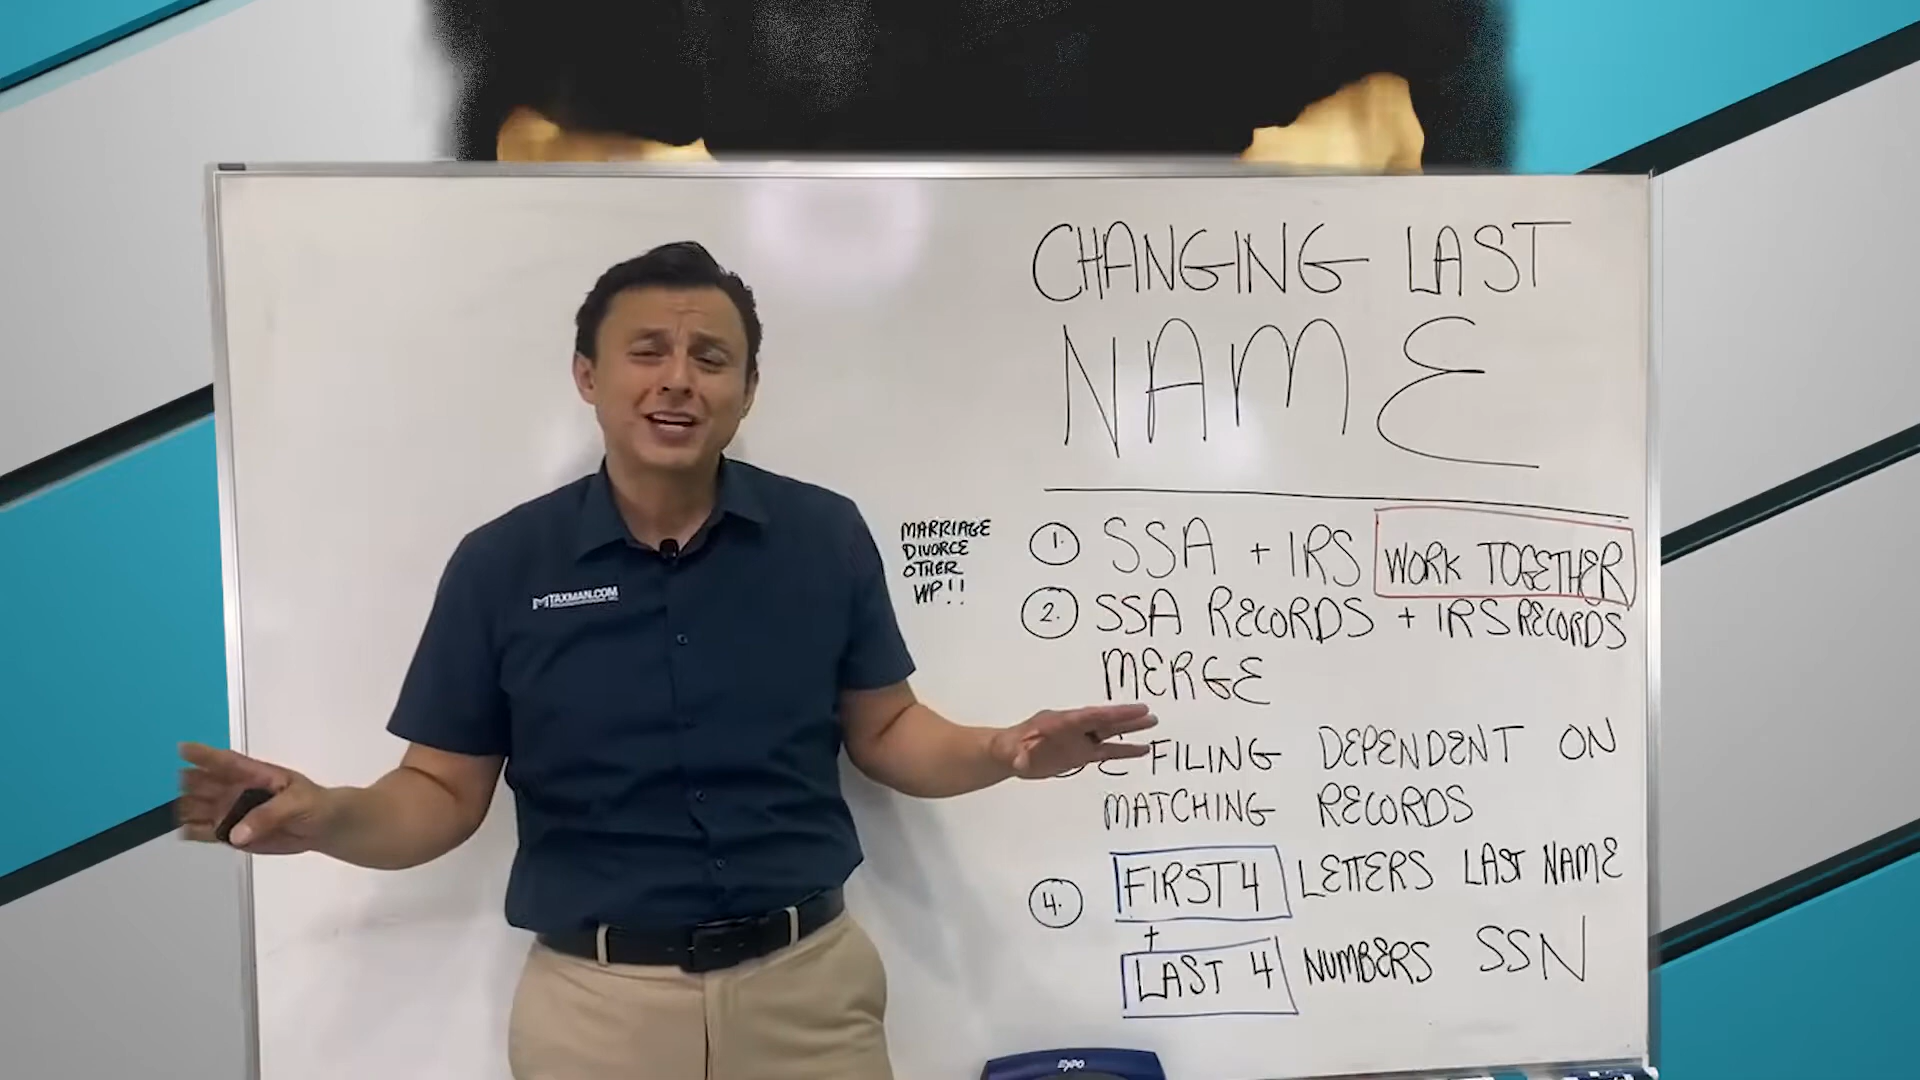 CHANGING LAST
NAME
MARRIAGE
DIVORCE
OTHER
WP!!
1. SSA + IRS WORK TOGETHER
2. SSA RECORDS + IRS RECORDS
MERGE
E-FILING DEPENDENT ON
MATCHING RECORDS
4. FIRST 4 LETTERS LAST NAME
+
LAST 4 NUMBERS SSN
TAXMAN.COM
EXPO